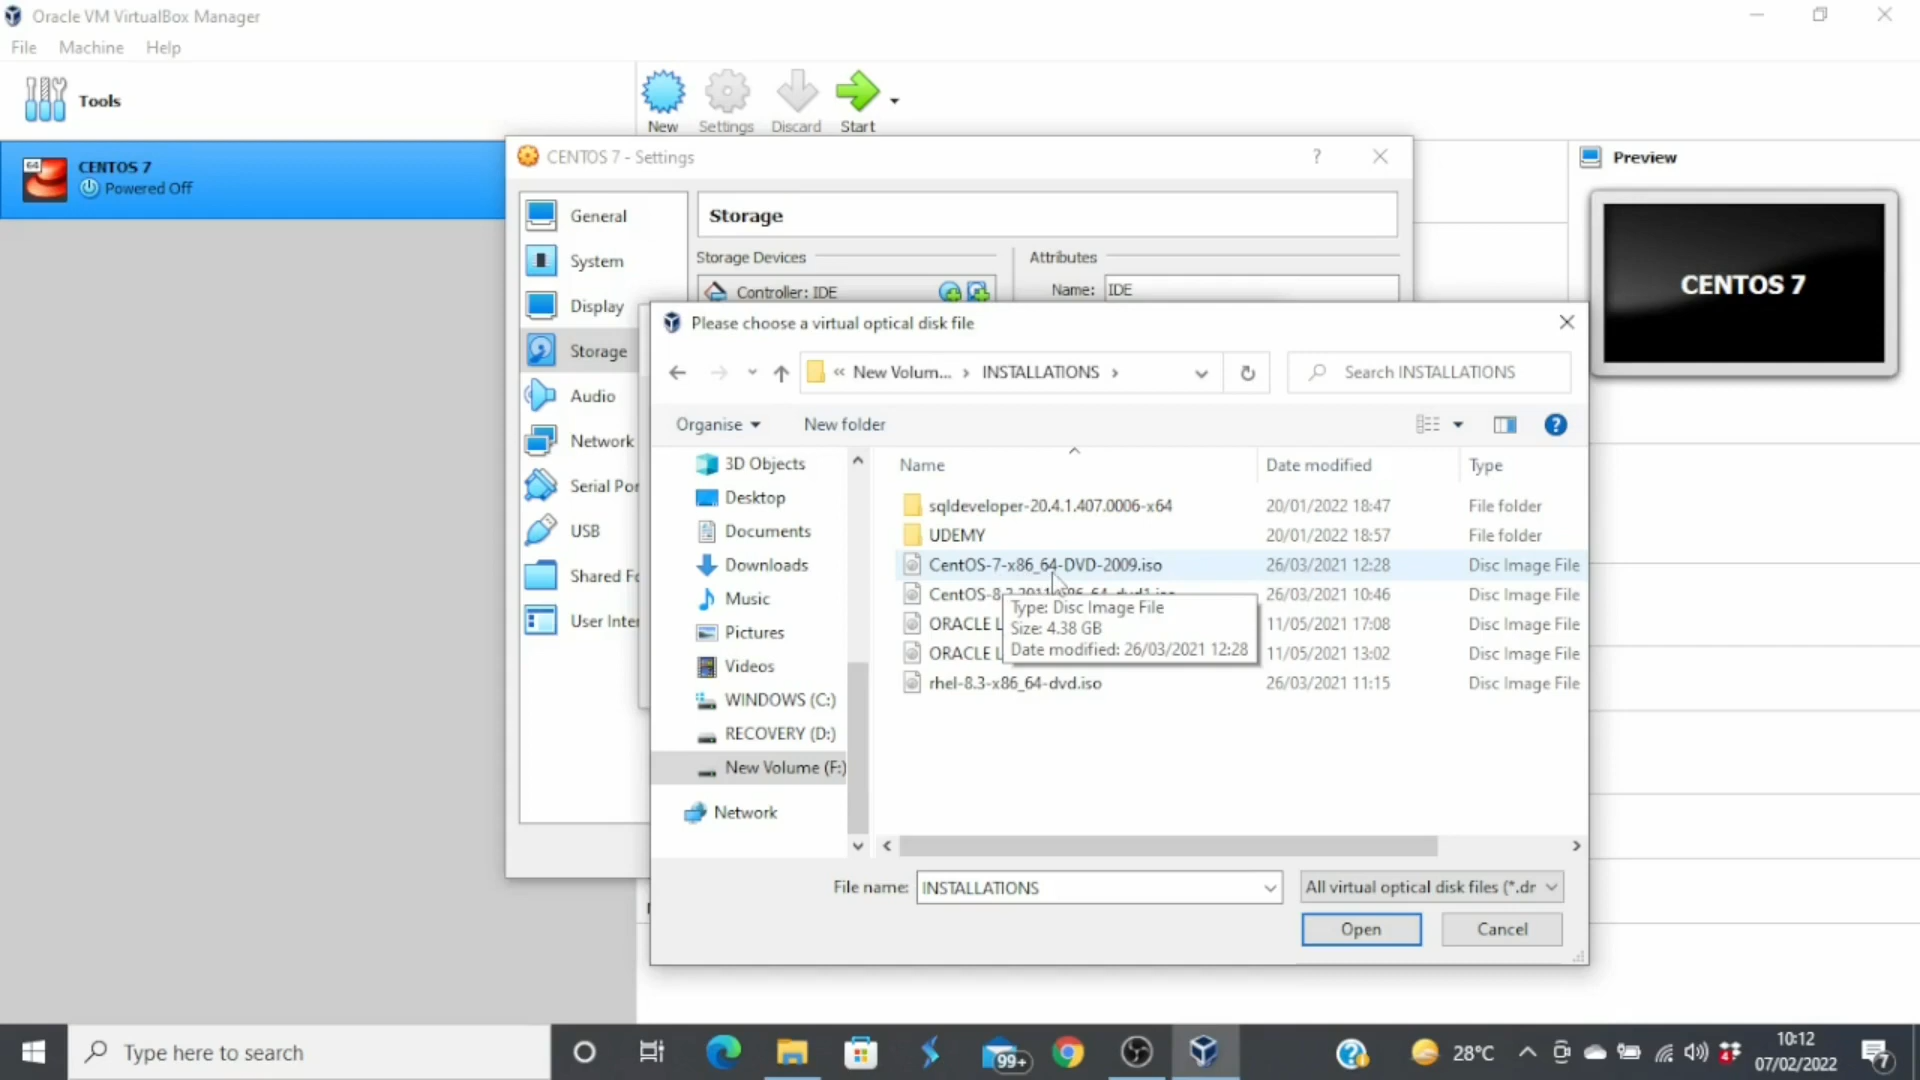 Oracle VM VirtualBox Manager
File Machine Help
Tools
New Settings Discard Start
64
CENTOS 7
Powered Off
CENTOS 7 - Settings
?
General
System
Display
Storage
Audio
Network
Serial Por
USB
Shared Fo
User Inte
Storage
Storage Devices
Attributes
Controller: IDE
Name: IDE
Preview
CENTOS 7
Please choose a virtual optical disk file
« New Volum... › INSTALLATIONS ›
Search INSTALLATIONS
Organise New folder
?
3D Objects
Desktop
Documents
Downloads
Music
Pictures
Videos
WINDOWS (C:)
RECOVERY (D:)
New Volume (F:)
Network
Name Date modified Type
sqldeveloper-20.4.1.407.0006-x64 20/01/2022 18:47 File folder
UDEMY 20/01/2022 18:57 File folder
CentOS-7-x86_64-DVD-2009.iso 26/03/2021 12:28 Disc Image File
CentOS-8 26/03/2021 10:46 Disc Image File
ORACLE L 11/05/2021 17:08 Disc Image File
ORACLE L 11/05/2021 13:02 Disc Image File
rhel-8.3-x86_64-dvd.iso 26/03/2021 11:15 Disc Image File
Type: Disc Image File
Size: 4.38 GB
Date modified: 26/03/2021 12:28
File name: INSTALLATIONS
All virtual optical disk files (*.dr
Open Cancel
Type here to search
99+
28°C
10:12
07/02/2022
7